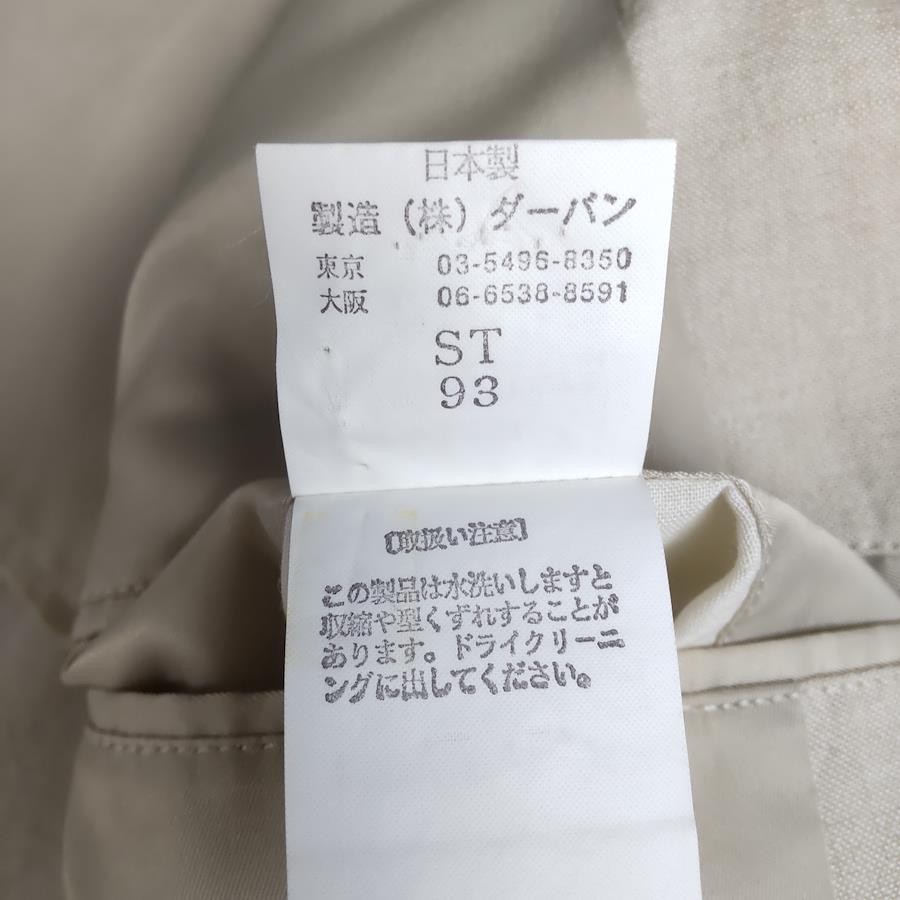 日本製
製造（株）ダーバン
東京 03-5496-8350
大阪 06-6538-8591
ST
93
〔取扱い注意〕
この製品は水洗いしますと
収縮や型くずれすることが
あります。ドライクリーニ
ングに出してください。